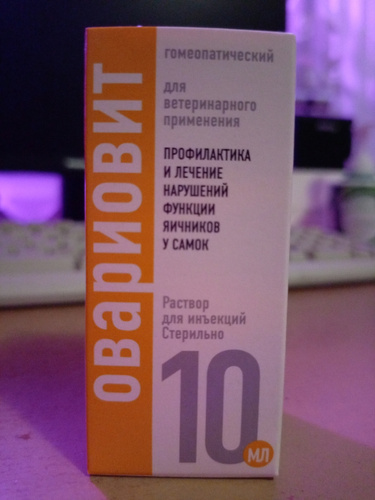 ОВАРИОВИТ
гомеопатический
для
ветеринарного
применения
ПРОФИЛАКТИКА
И ЛЕЧЕНИЕ
НАРУШЕНИЙ
ФУНКЦИИ
ЯИЧНИКОВ
У САМОК
Раствор
для инъекций
Стерильно
10
МЛ